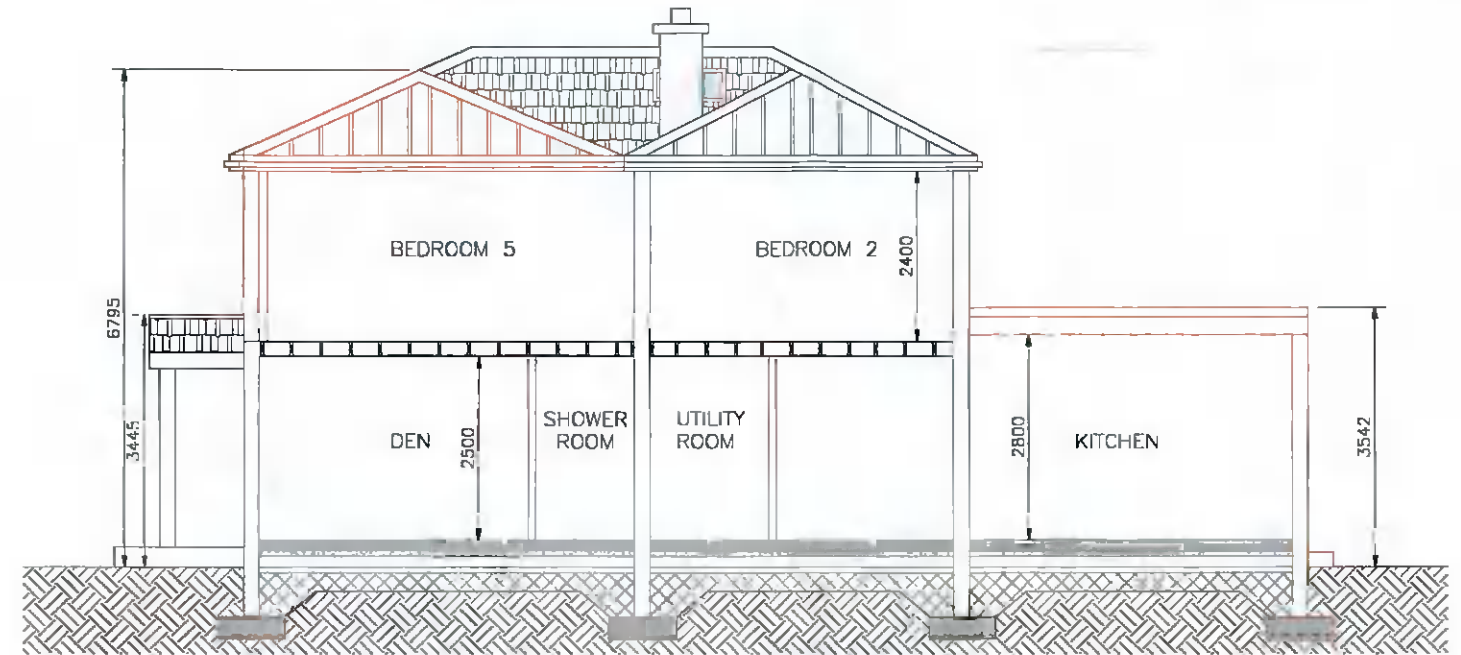 BEDROOM 5
BEDROOM 2
2400
6795
3445
DEN
2500
SHOWER
ROOM
UTILITY
ROOM
2800
KITCHEN
3542